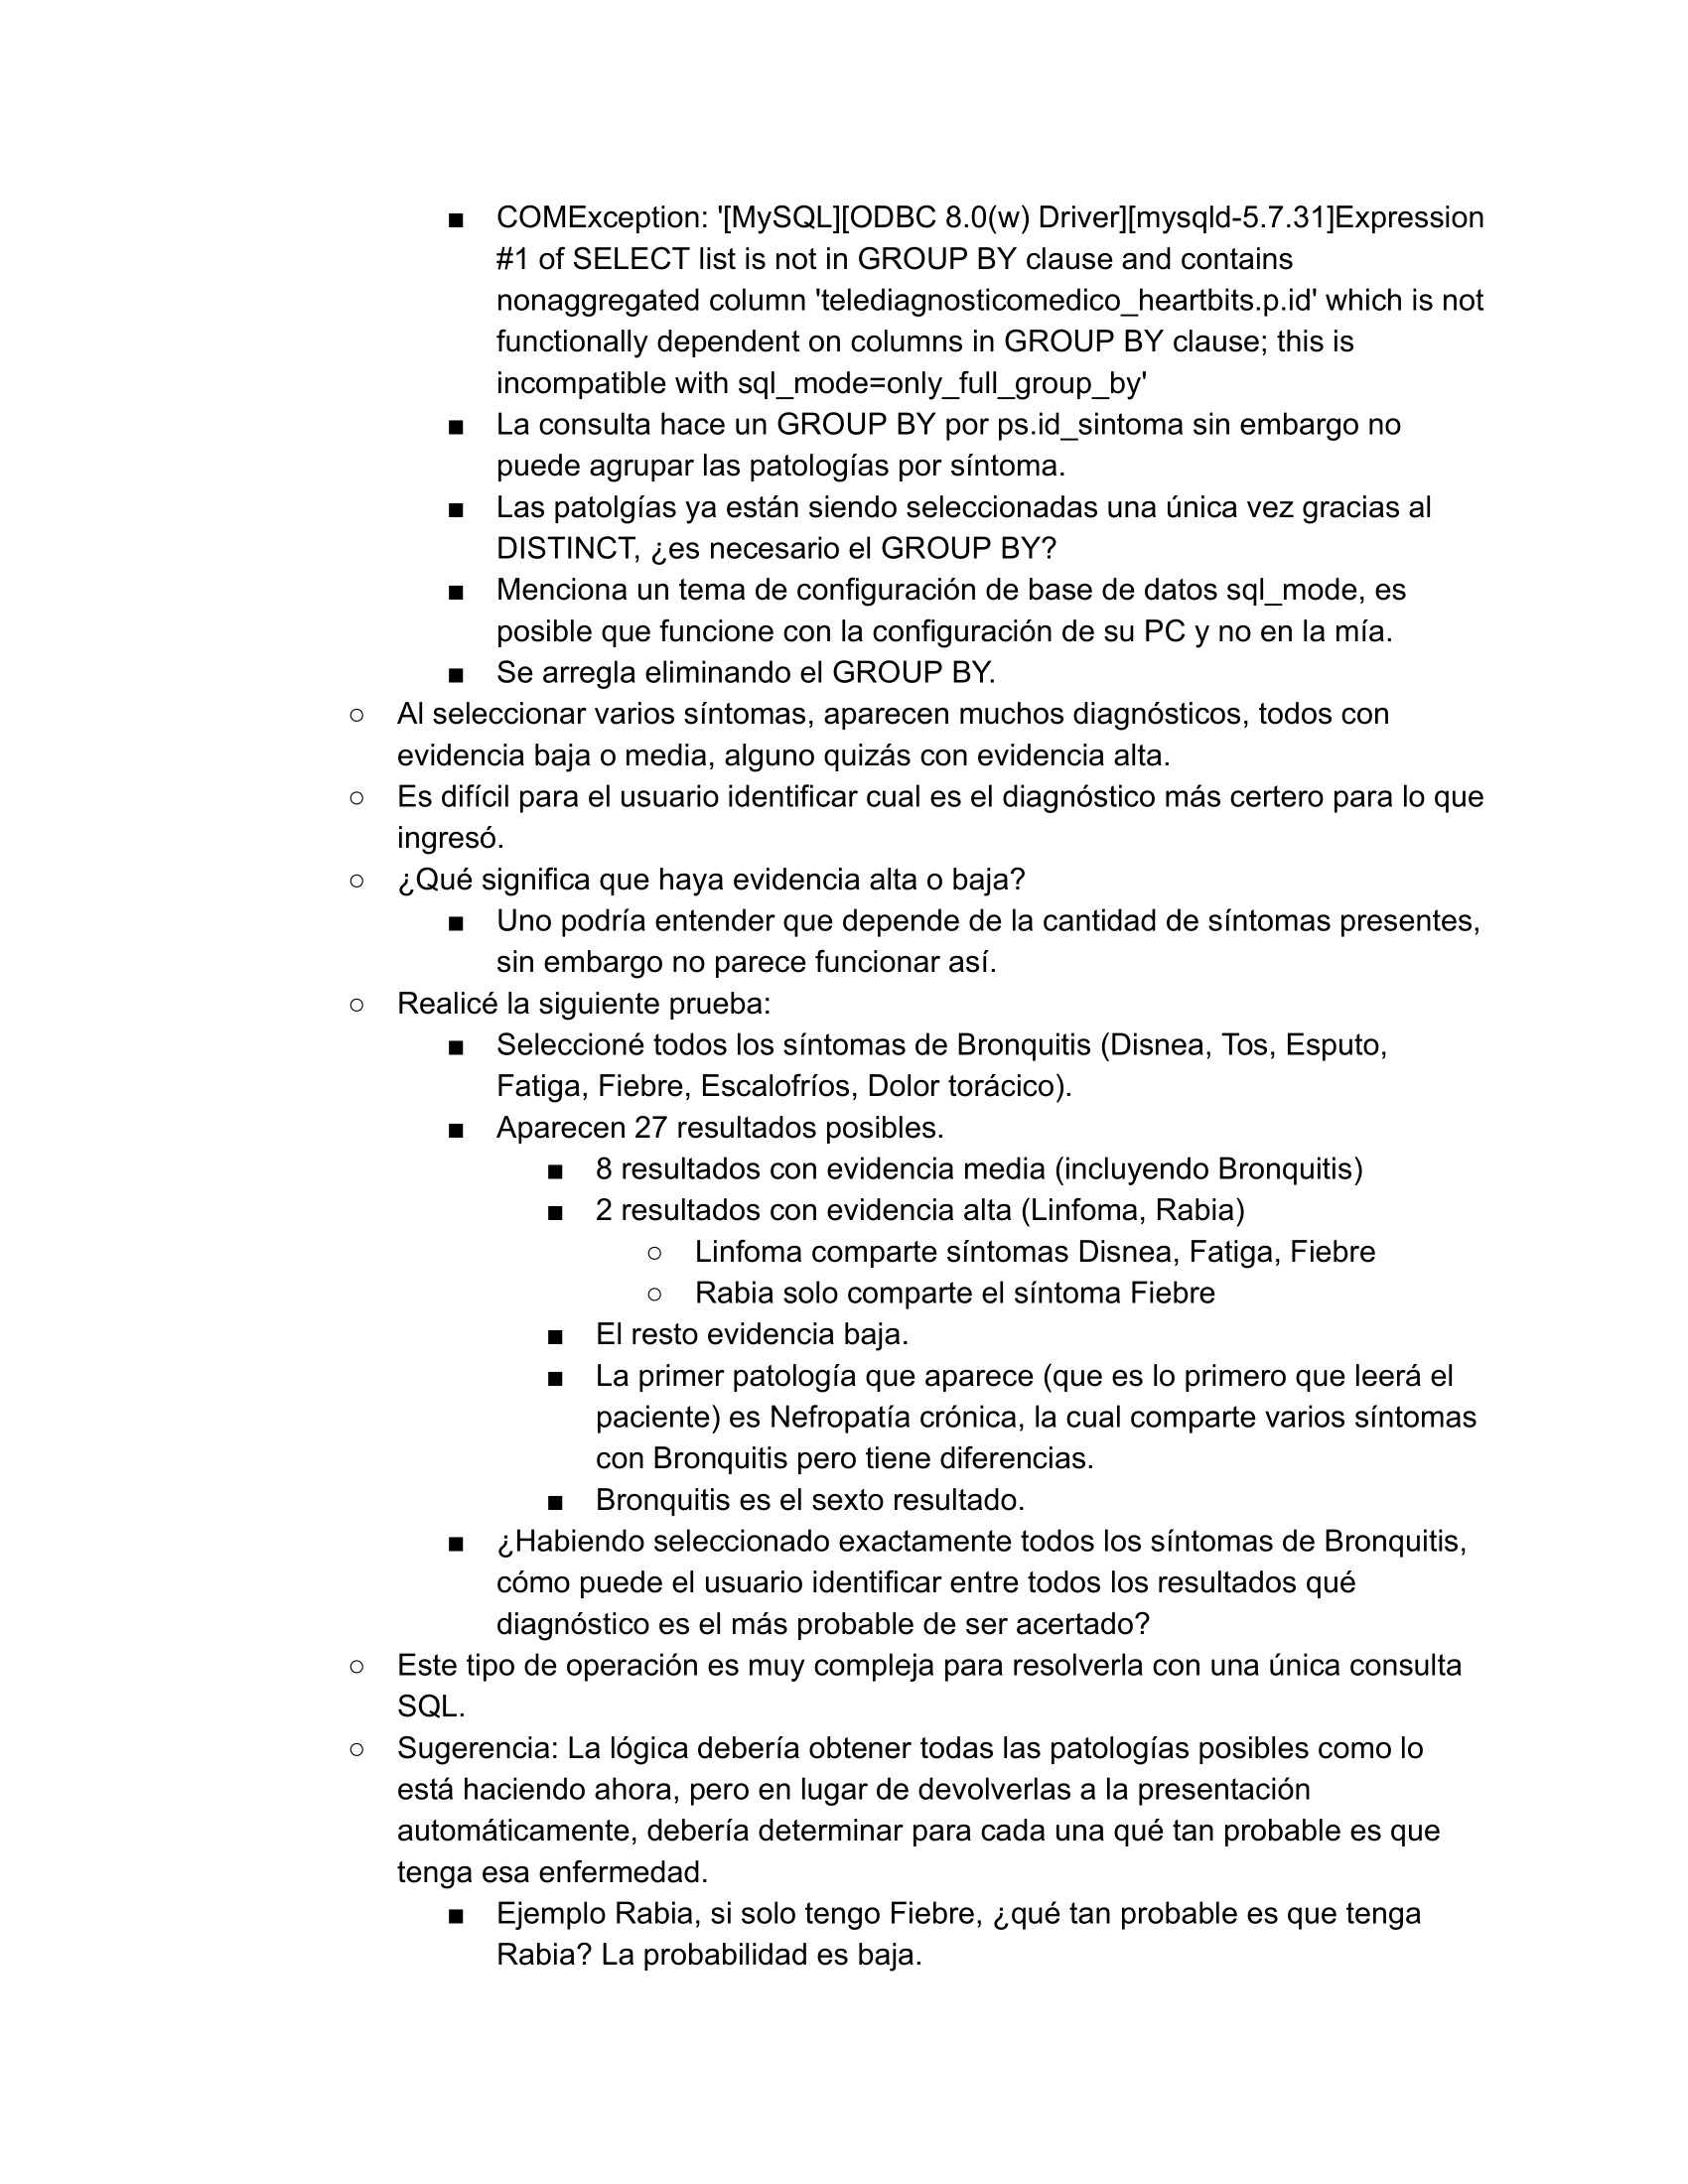 ■ COMException: '[MySQL][ODBC 8.0(w) Driver][mysqld-5.7.31]Expression
#1 of SELECT list is not in GROUP BY clause and contains
nonaggregated column 'telediagnosticomedico_heartbits.p.id' which is not
functionally dependent on columns in GROUP BY clause; this is
incompatible with sql_mode=only_full_group_by'
■ La consulta hace un GROUP BY por ps.id_sintoma sin embargo no
puede agrupar las patologías por síntoma.
■ Las patolgías ya están siendo seleccionadas una única vez gracias al
DISTINCT, ¿es necesario el GROUP BY?
■ Menciona un tema de configuración de base de datos sql_mode, es
posible que funcione con la configuración de su PC y no en la mía.
■ Se arregla eliminando el GROUP BY.
○ Al seleccionar varios síntomas, aparecen muchos diagnósticos, todos con
evidencia baja o media, alguno quizás con evidencia alta.
○ Es difícil para el usuario identificar cual es el diagnóstico más certero para lo que
ingresó.
○ ¿Qué significa que haya evidencia alta o baja?
■ Uno podría entender que depende de la cantidad de síntomas presentes,
sin embargo no parece funcionar así.
○ Realicé la siguiente prueba:
■ Seleccioné todos los síntomas de Bronquitis (Disnea, Tos, Esputo,
Fatiga, Fiebre, Escalofríos, Dolor torácico).
■ Aparecen 27 resultados posibles.
■ 8 resultados con evidencia media (incluyendo Bronquitis)
■ 2 resultados con evidencia alta (Linfoma, Rabia)
○ Linfoma comparte síntomas Disnea, Fatiga, Fiebre
○ Rabia solo comparte el síntoma Fiebre
■ El resto evidencia baja.
■ La primer patología que aparece (que es lo primero que leerá el
paciente) es Nefropatía crónica, la cual comparte varios síntomas
con Bronquitis pero tiene diferencias.
■ Bronquitis es el sexto resultado.
■ ¿Habiendo seleccionado exactamente todos los síntomas de Bronquitis,
cómo puede el usuario identificar entre todos los resultados qué
diagnóstico es el más probable de ser acertado?
○ Este tipo de operación es muy compleja para resolverla con una única consulta
SQL.
○ Sugerencia: La lógica debería obtener todas las patologías posibles como lo
está haciendo ahora, pero en lugar de devolverlas a la presentación
automáticamente, debería determinar para cada una qué tan probable es que
tenga esa enfermedad.
■ Ejemplo Rabia, si solo tengo Fiebre, ¿qué tan probable es que tenga
Rabia? La probabilidad es baja.